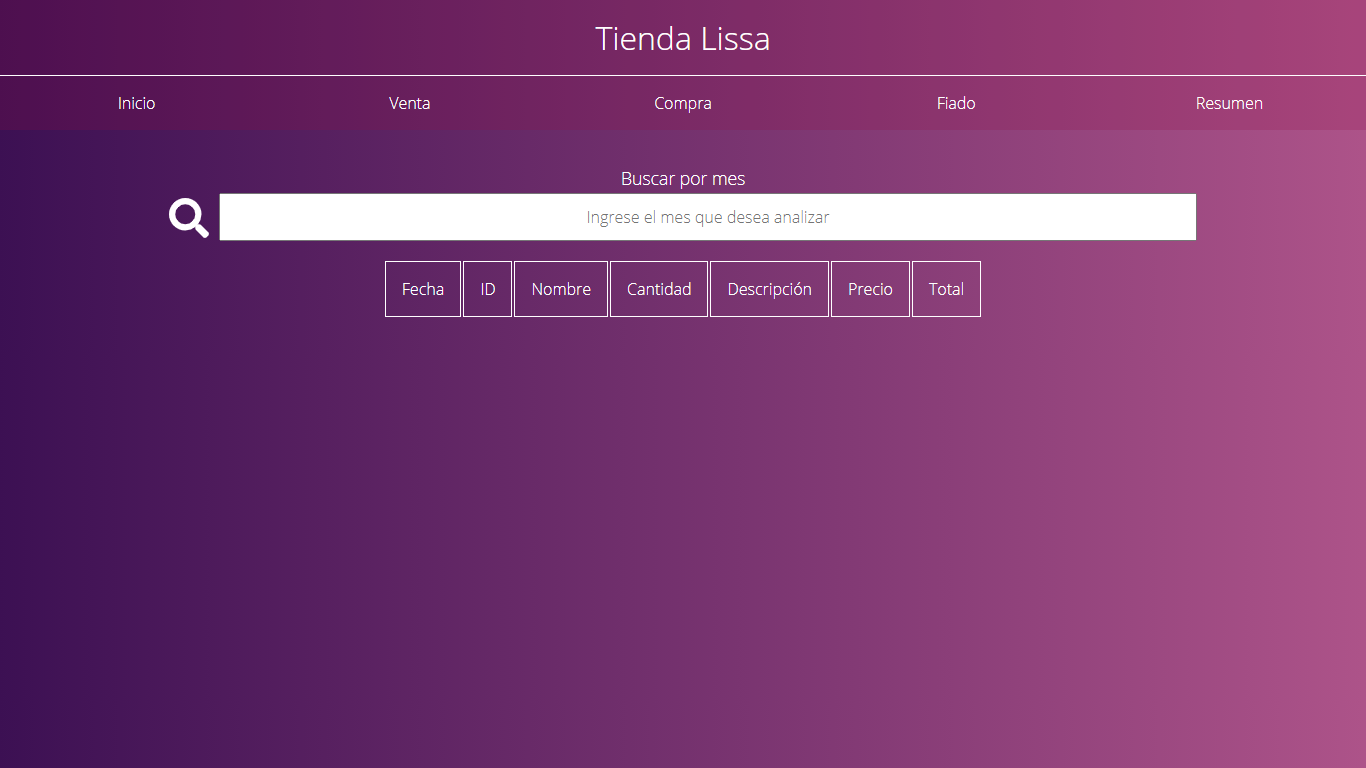 Tienda Lissa
Inicio Venta Compra Fiado Resumen
Buscar por mes
Ingrese el mes que desea analizar
Fecha ID Nombre Cantidad Descripción Precio Total